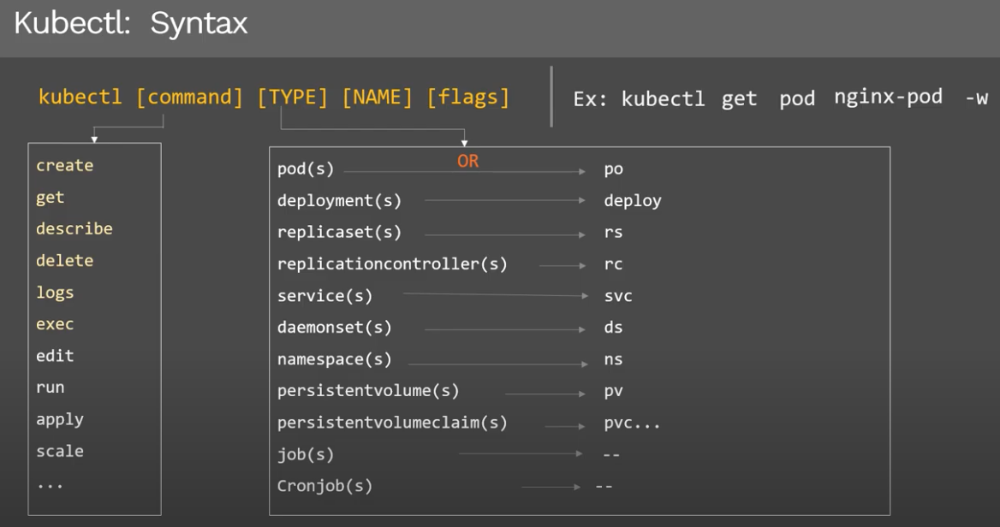 Kubectl: Syntax
kubectl [command] [TYPE] [NAME] [flags]
Ex: kubectl get pod nginx-pod -w
create
get
describe
delete
logs
exec
edit
run
apply
scale
...
OR
pod(s) po
deployment(s) deploy
replicaset(s) rs
replicationcontroller(s) rc
service(s) svc
daemonset(s) ds
namespace(s) ns
persistentvolume(s) pv
persistentvolumeclaim(s) pvc...
job(s) --
Cronjob(s) --